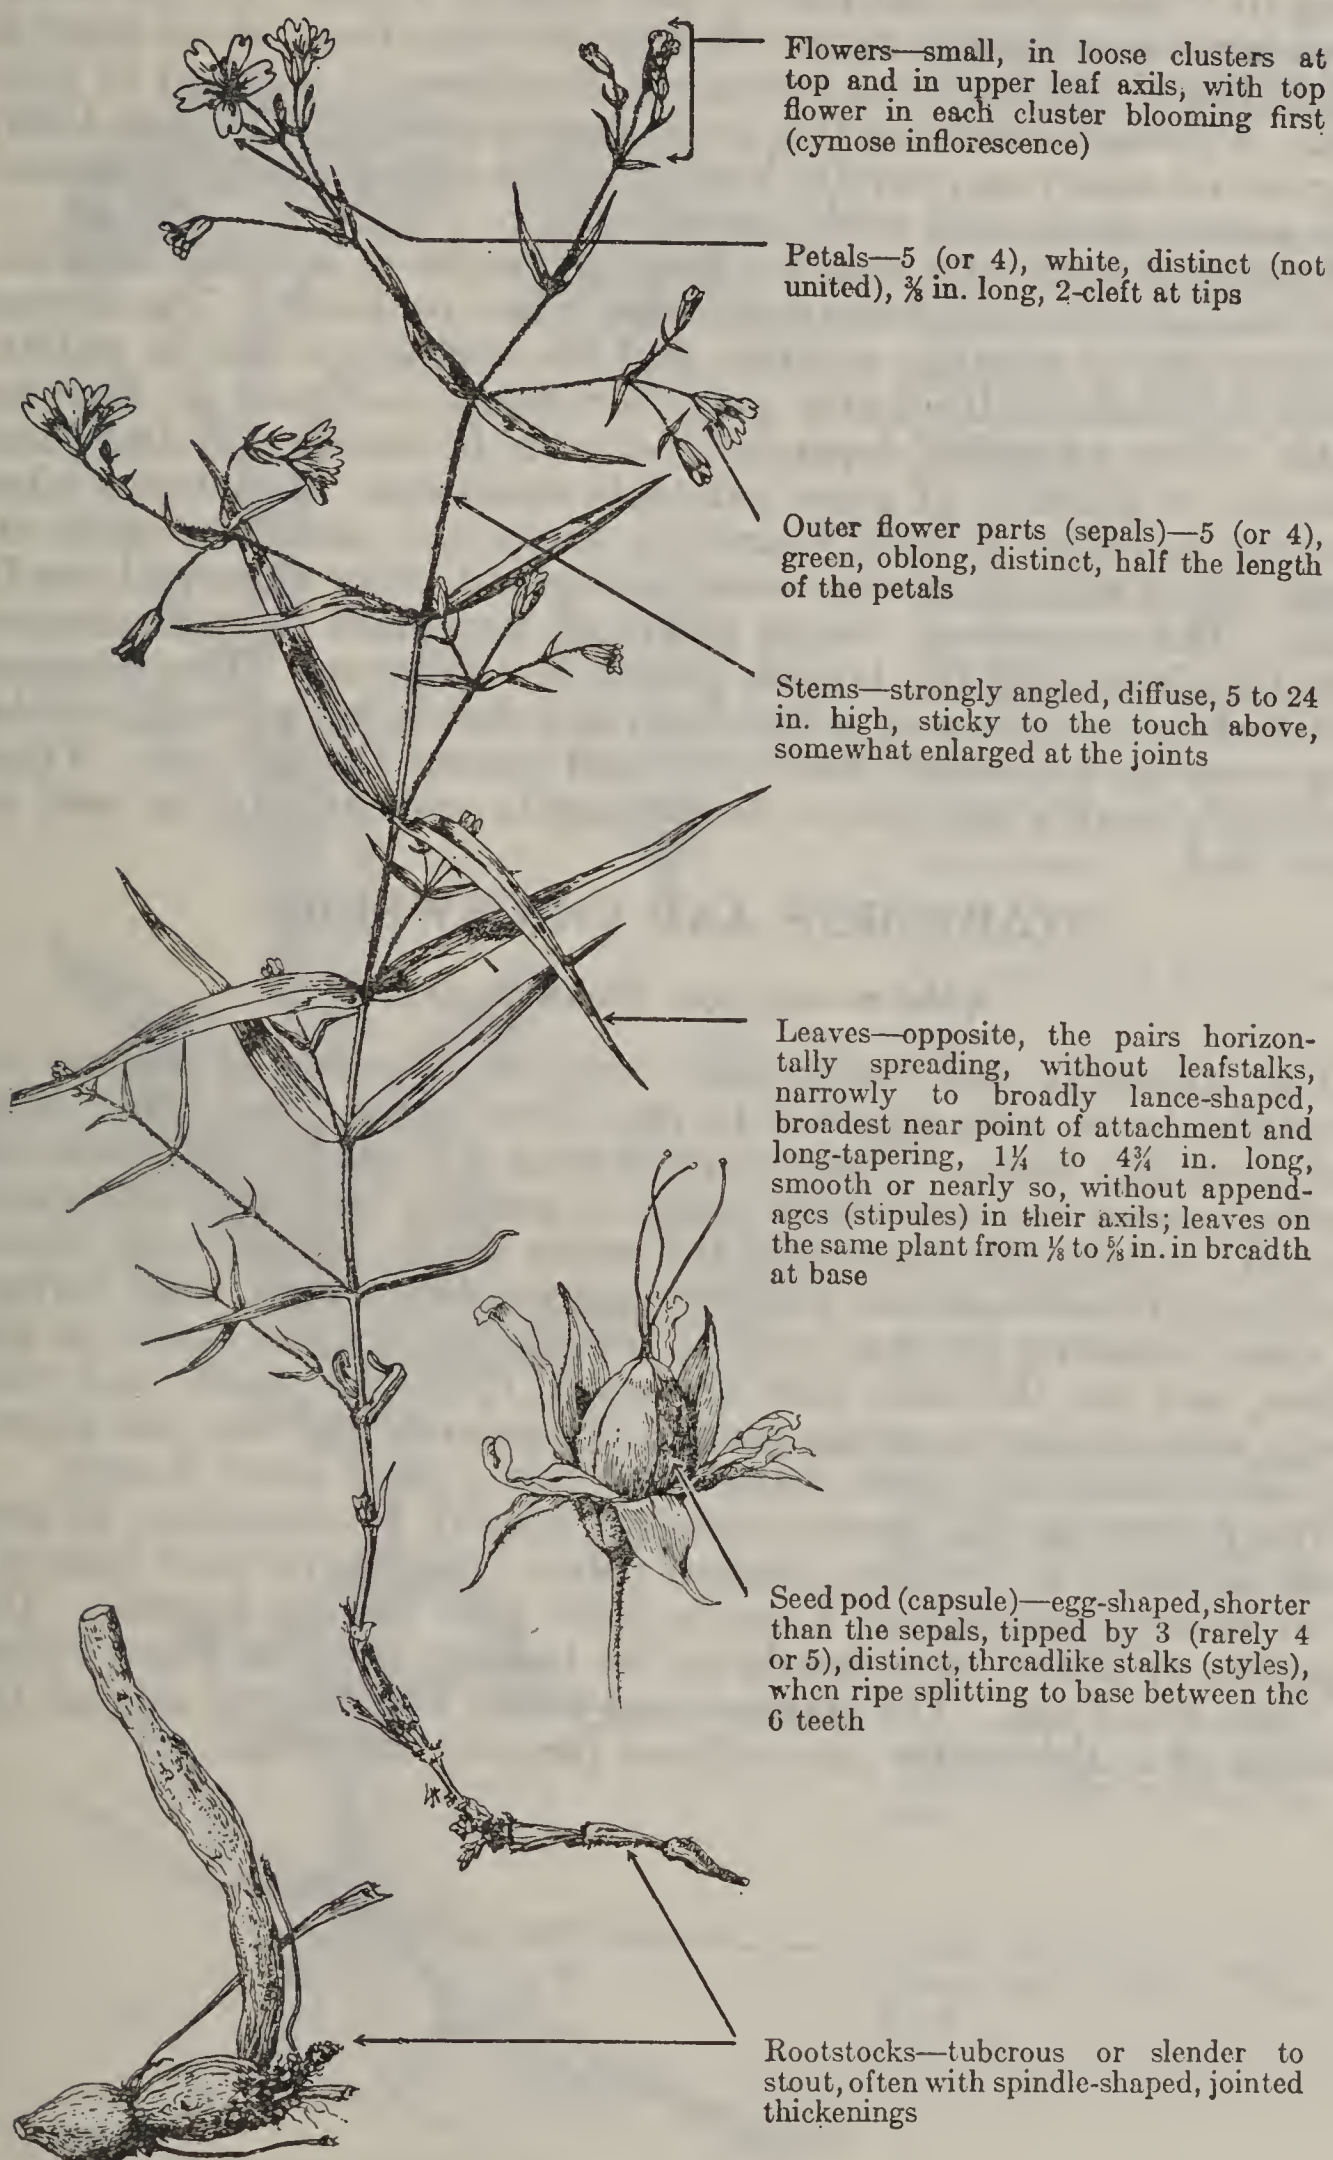 Flowers—small, in loose clusters at
top and in upper leaf axils, with top
flower in each cluster blooming first
(cymose inflorescence)
Petals—5 (or 4), white, distinct (not
united), ⅜ in. long, 2-cleft at tips
Outer flower parts (sepals)—5 (or 4),
green, oblong, distinct, half the length
of the petals
Stems—strongly angled, diffuse, 5 to 24
in. high, sticky to the touch above,
somewhat enlarged at the joints
Leaves—opposite, the pairs horizon-
tally spreading, without leafstalks,
narrowly to broadly lance-shaped,
broadest near point of attachment and
long-tapering, 1¼ to 4¾ in. long,
smooth or nearly so, without append-
ages (stipules) in their axils; leaves on
the same plant from ⅛ to ⅝ in. in breadth
at base
Seed pod (capsule)—egg-shaped, shorter
than the sepals, tipped by 3 (rarely 4
or 5), distinct, threadlike stalks (styles),
when ripe splitting to base between the
6 teeth
Rootstocks—tuberous or slender to
stout, often with spindle-shaped, jointed
thickenings